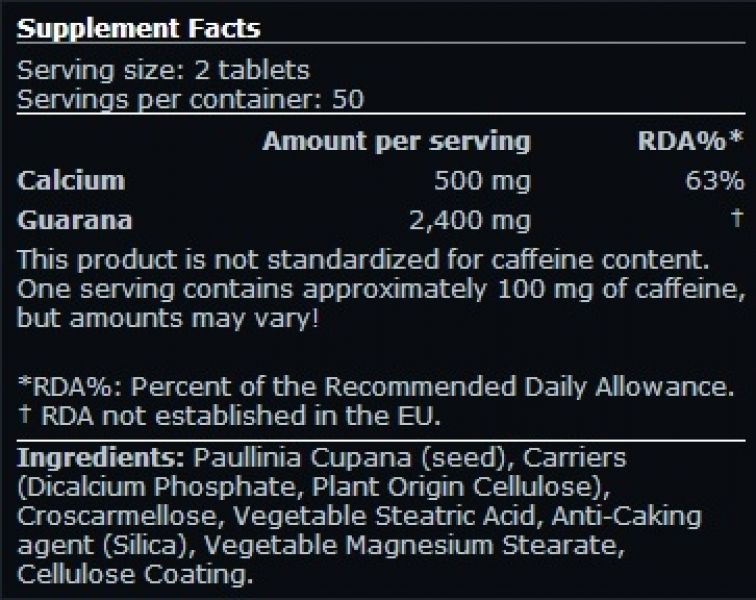 Supplement Facts
Serving size: 2 tablets
Servings per container: 50
Amount per serving RDA%*
Calcium 500 mg 63%
Guarana 2,400 mg †
This product is not standardized for caffeine content.
One serving contains approximately 100 mg of caffeine,
but amounts may vary!
*RDA%: Percent of the Recommended Daily Allowance.
† RDA not established in the EU.
Ingredients: Paullinia Cupana (seed), Carriers
(Dicalcium Phosphate, Plant Origin Cellulose),
Croscarmellose, Vegetable Steatric Acid, Anti-Caking
agent (Silica), Vegetable Magnesium Stearate,
Cellulose Coating.